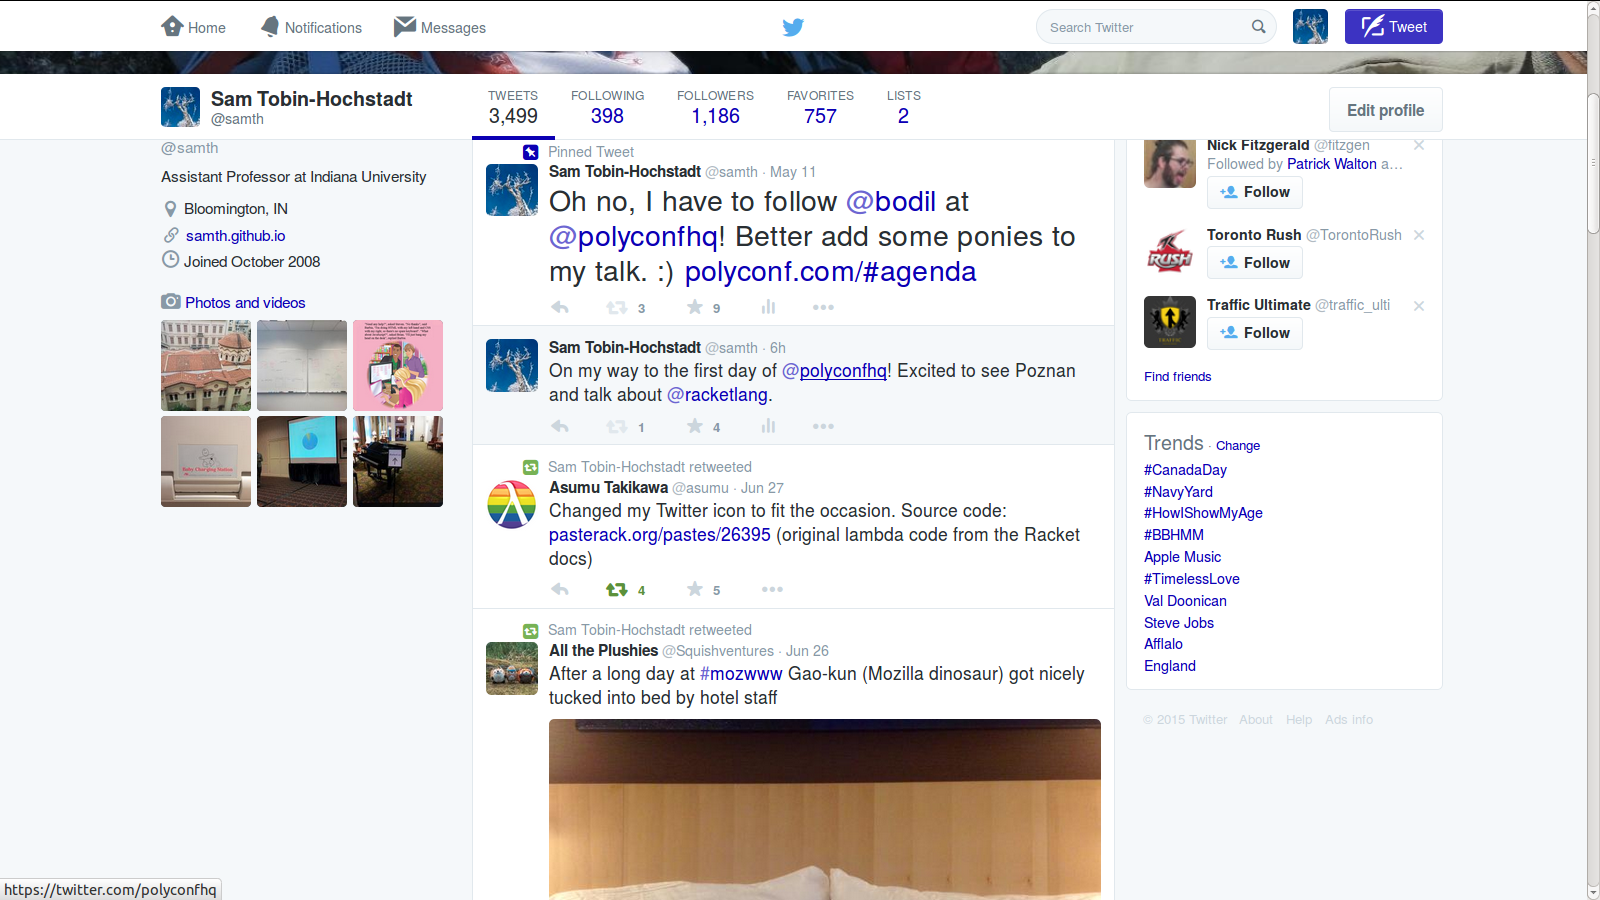 Home
Notifications
Messages
Search Twitter
Tweet
Sam Tobin-Hochstadt
@samth
TWEETS
3,499
FOLLOWING
398
FOLLOWERS
1,186
FAVORITES
757
LISTS
2
Edit profile
@samth
Assistant Professor at Indiana University
Bloomington, IN
samth.github.io
Joined October 2008
Photos and videos
Baby Charging Station
Pinned Tweet
Sam Tobin-Hochstadt @samth · May 11
Oh no, I have to follow @bodil at
@polyconfhq! Better add some ponies to
my talk. :) polyconf.com/#agenda
3
9
Sam Tobin-Hochstadt @samth · 6h
On my way to the first day of @polyconfhq! Excited to see Poznan
and talk about @racketlang.
1
4
Sam Tobin-Hochstadt retweeted
Asumu Takikawa @asumu · Jun 27
Changed my Twitter icon to fit the occasion. Source code:
pasterack.org/pastes/26395 (original lambda code from the Racket
docs)
4
5
Sam Tobin-Hochstadt retweeted
All the Plushies @Squishventures · Jun 26
After a long day at #mozwww Gao-kun (Mozilla dinosaur) got nicely
tucked into bed by hotel staff
Nick Fitzgerald @fitzgen
Followed by Patrick Walton a…
Follow
RUSH
Toronto Rush @TorontoRush
Follow
Traffic Ultimate @traffic_ulti
Follow
Find friends
Trends · Change
#CanadaDay
#NavyYard
#HowIShowMyAge
#BBHMM
Apple Music
#TimelessLove
Val Doonican
Steve Jobs
Afflalo
England
© 2015 Twitter About Help Ads info
https://twitter.com/polyconfhq